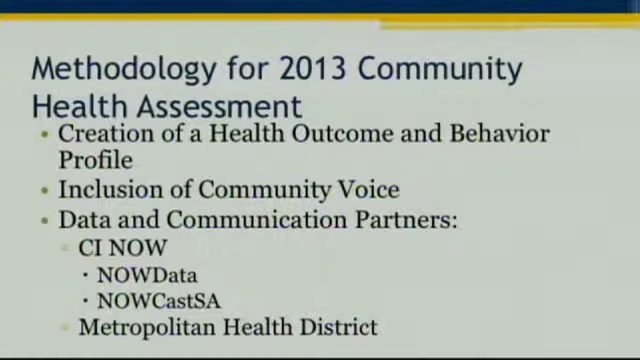 Methodology for 2013 Community
Health Assessment
• Creation of a Health Outcome and Behavior
Profile
• Inclusion of Community Voice
• Data and Communication Partners:
▫ CI NOW
▪ NOWData
▪ NOWCastSA
▫ Metropolitan Health District